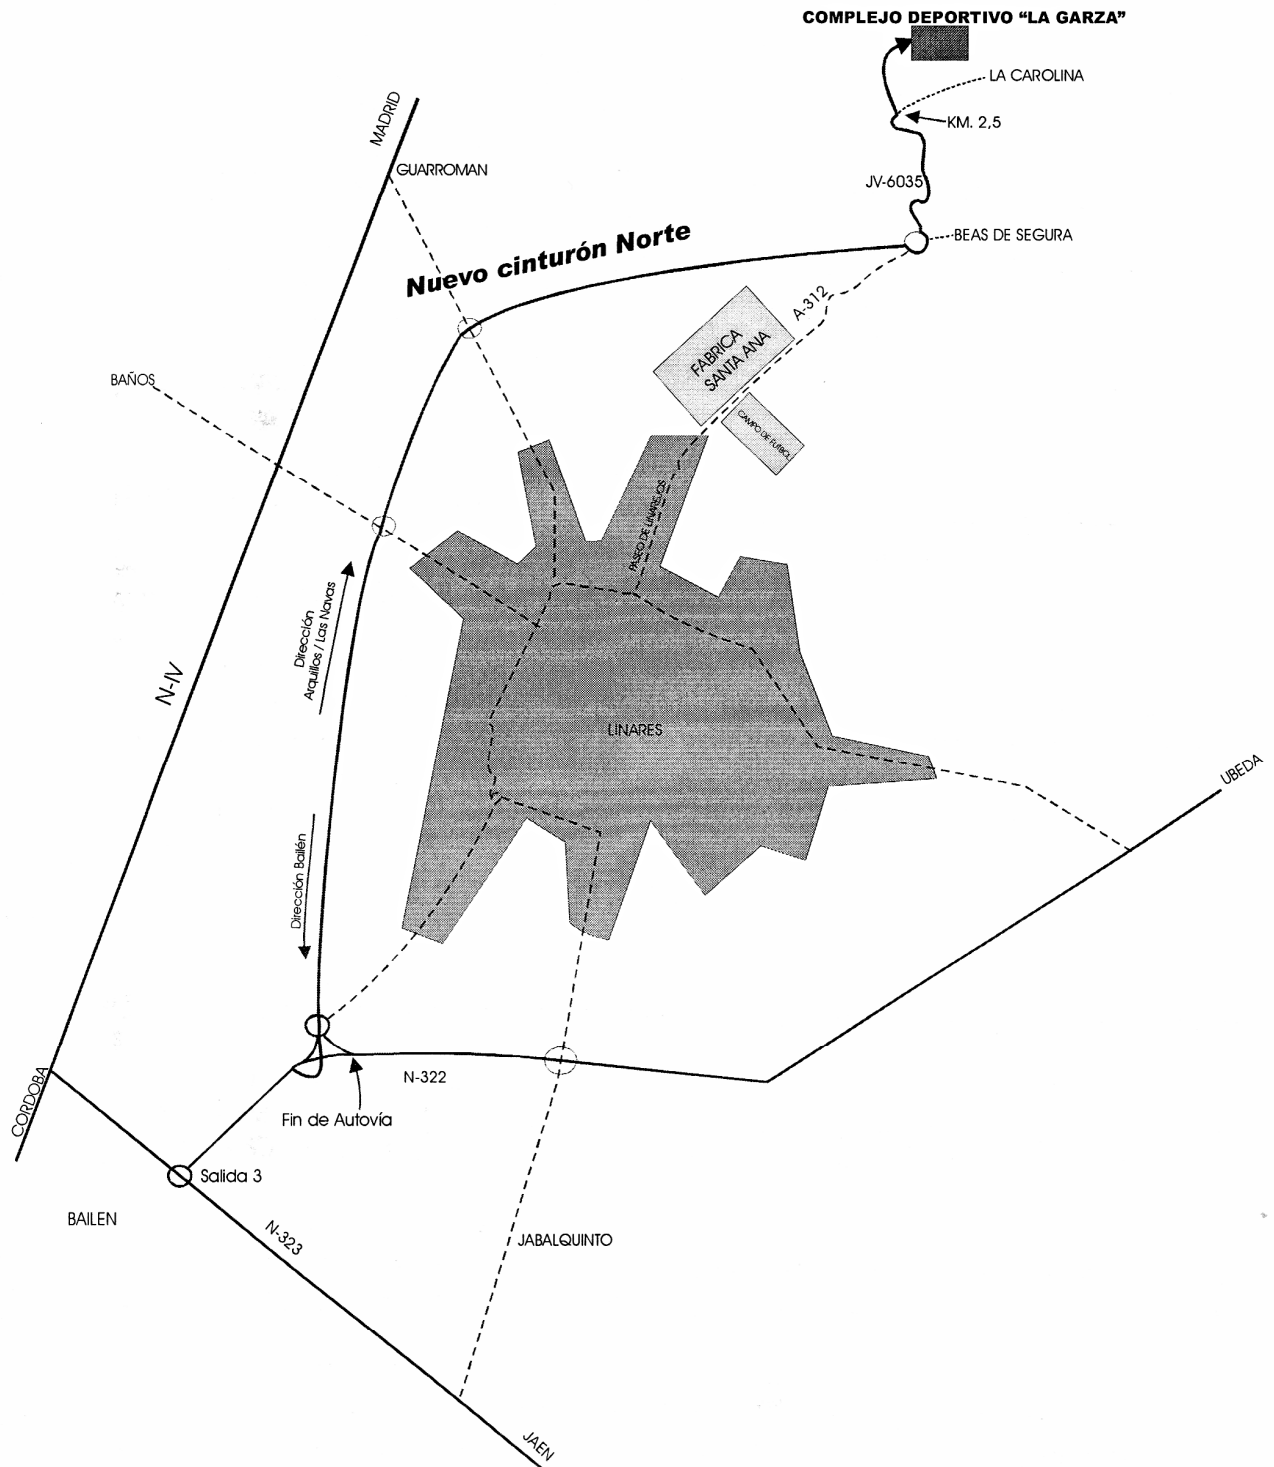 COMPLEJO DEPORTIVO “LA GARZA”
LA CAROLINA
KM. 2,5
MADRID
GUARROMAN
JV-6035
BEAS DE SEGURA
Nuevo cinturón Norte
A-312
FABRICA
SANTA ANA
CAMPO DE FUTBOL
BAÑOS
PASEO DE LINAREJOS
Dirección
Arquillos / Las Navas
N-IV
LINARES
UBEDA
Dirección Bailén
N-322
CORDOBA
Fin de Autovía
Salida 3
BAILEN
N-323
JABALQUINTO
JAEN